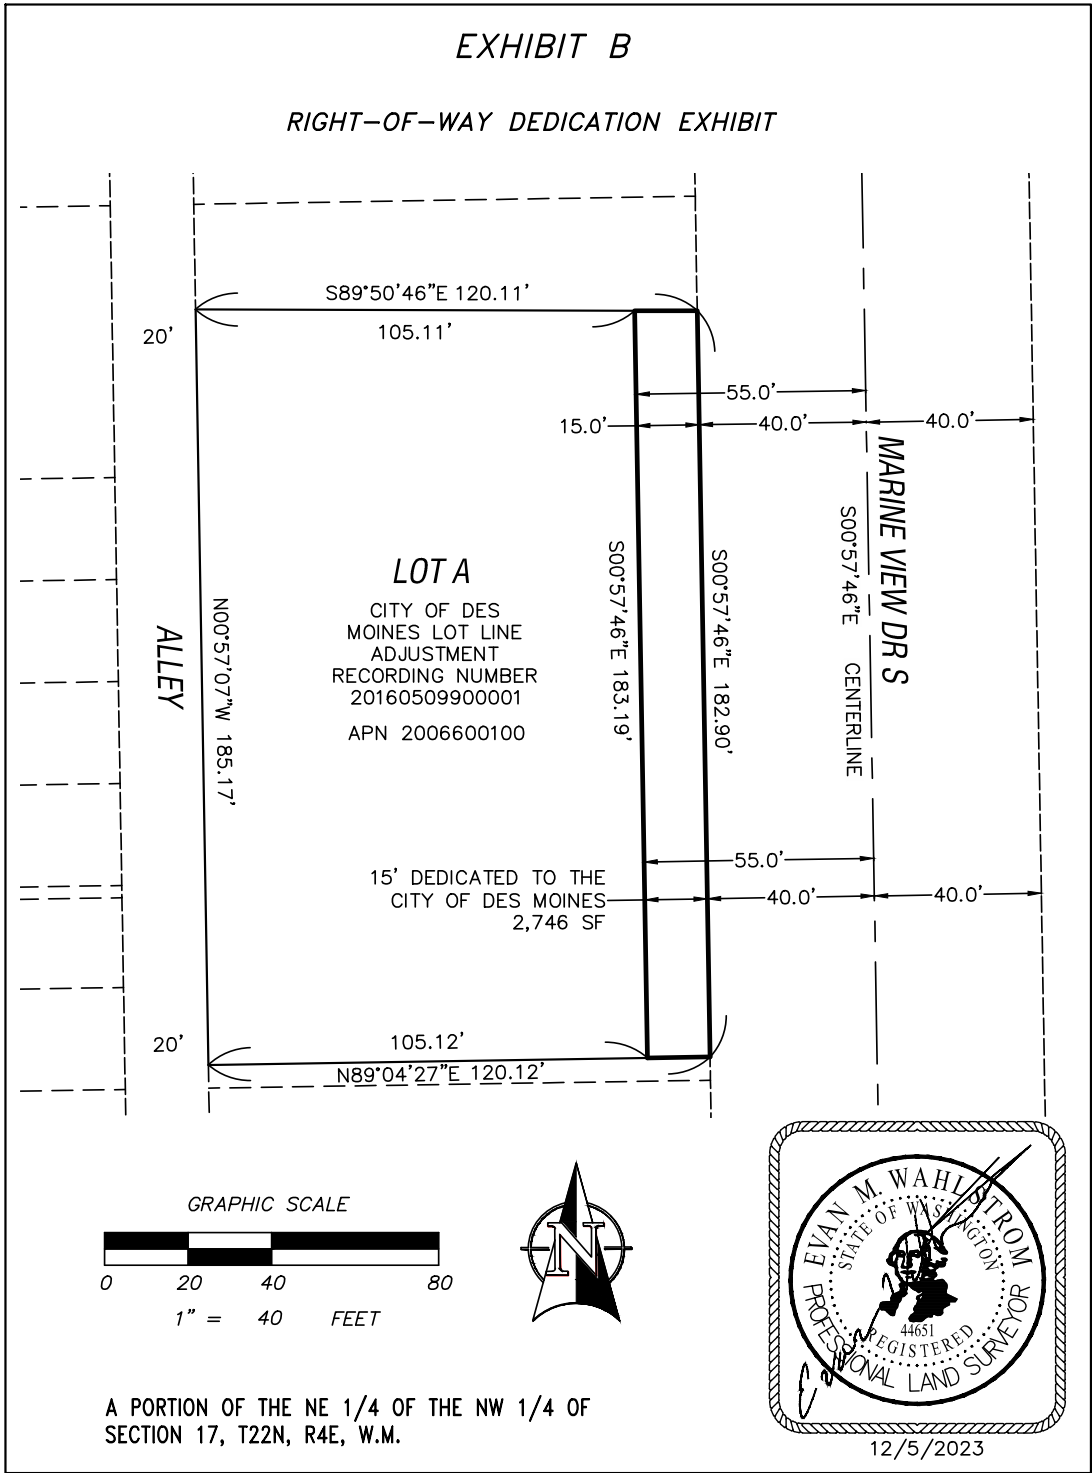 EXHIBIT B
RIGHT-OF-WAY DEDICATION EXHIBIT
S89°50'46"E 120.11'
105.11'
20'
55.0'
15.0'
40.0'
40.0'
MARINE VIEW DR S
S00°57'46"E CENTERLINE
S00°57'46"E 183.19'
S00°57'46"E 182.90'
LOT A
CITY OF DES
MOINES LOT LINE
ADJUSTMENT
RECORDING NUMBER
20160509900001
APN 2006600100
ALLEY
N00°57'07"W 185.17'
55.0'
15' DEDICATED TO THE
CITY OF DES MOINES
2,746 SF
40.0'
40.0'
20'
105.12'
N89°04'27"E 120.12'
GRAPHIC SCALE
0 20 40 80
1" = 40 FEET
N
EVAN M. WAHLSTROM
STATE OF WASHINGTON
44651
REGISTERED
PROFESSIONAL LAND SURVEYOR
12/5/2023
A PORTION OF THE NE 1/4 OF THE NW 1/4 OF
SECTION 17, T22N, R4E, W.M.